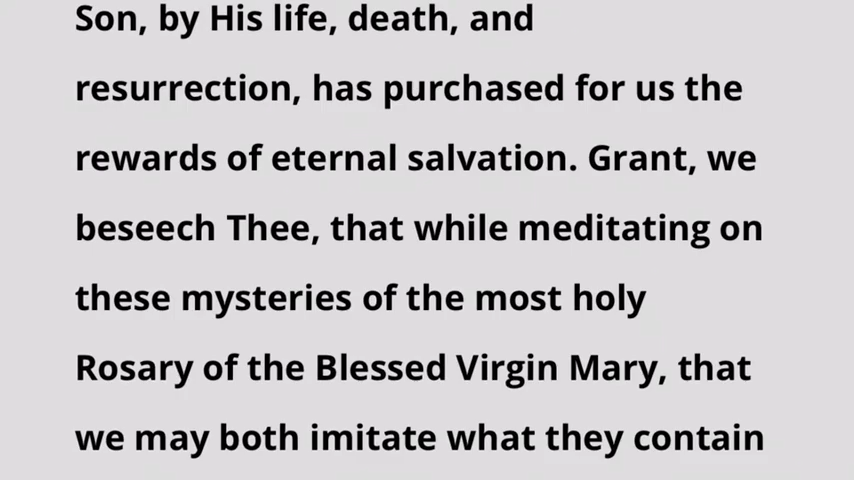 Son, by His life, death, and
resurrection, has purchased for us the
rewards of eternal salvation. Grant, we
beseech Thee, that while meditating on
these mysteries of the most holy
Rosary of the Blessed Virgin Mary, that
we may both imitate what they contain